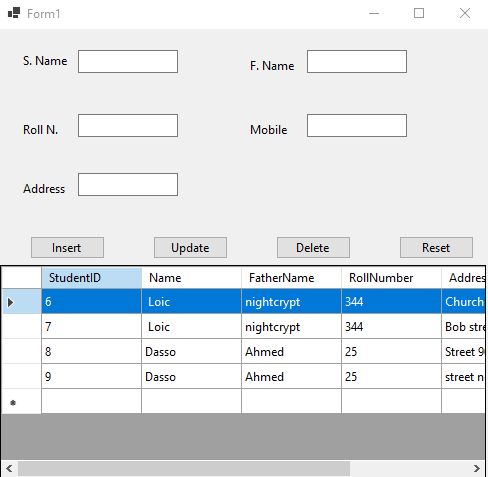 Form1
S. Name
F. Name
Roll N.
Mobile
Address
Insert Update Delete Reset
StudentID Name FatherName RollNumber Addres
6 Loic nightcrypt 344 Church
7 Loic nightcrypt 344 Bob stre
8 Dasso Ahmed 25 Street
9 Dasso Ahmed 25 street n